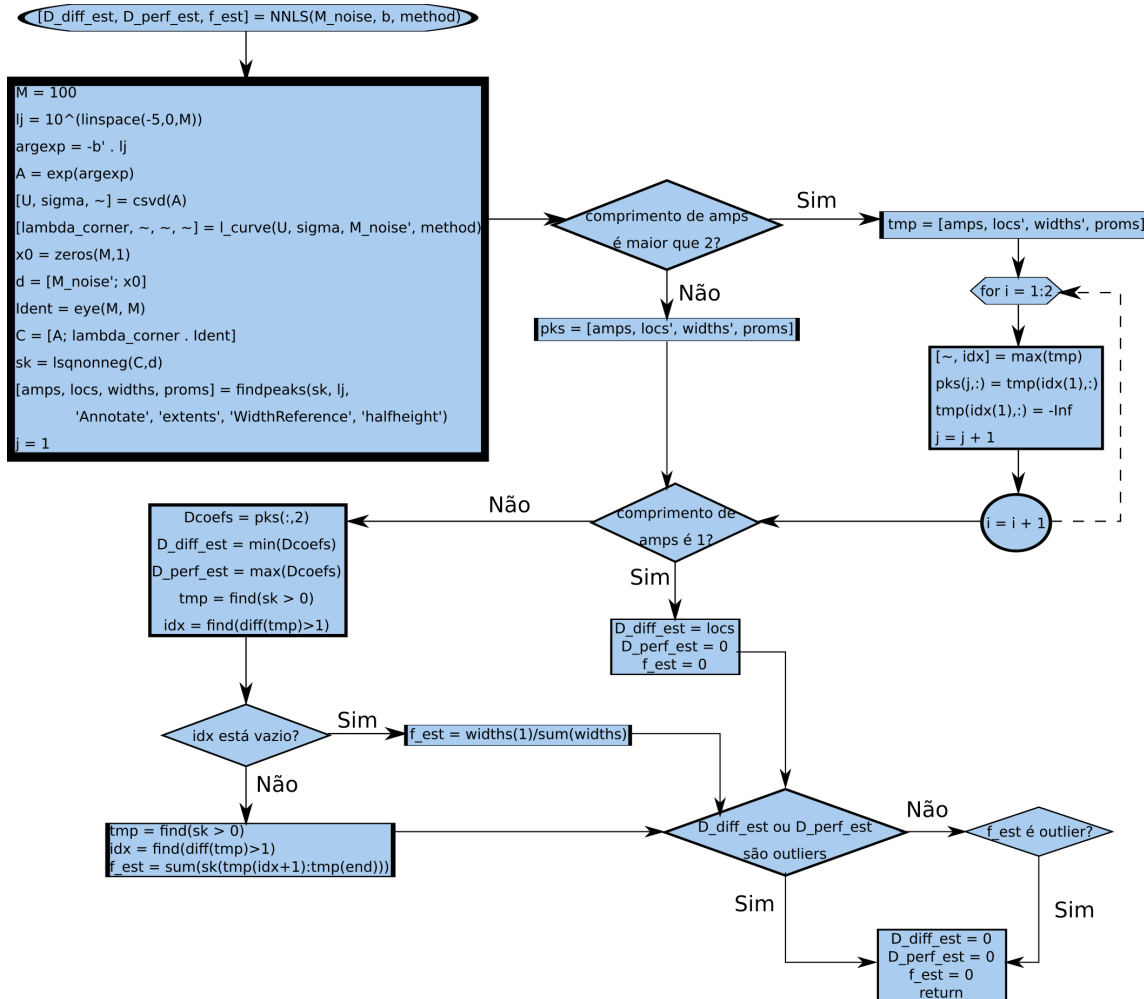 [D_diff_est, D_perf_est, f_est] = NNLS(M_noise, b, method)
M = 100
lj = 10^(linspace(-5,0,M))
argexp = -b' . lj
A = exp(argexp)
[U, sigma, ~] = csvd(A)
[lambda_corner, ~, ~, ~] = l_curve(U, sigma, M_noise', method)
x0 = zeros(M,1)
d = [M_noise'; x0]
Ident = eye(M, M)
C = [A; lambda_corner . Ident]
sk = lsqnonneg(C,d)
[amps, locs, widths, proms] = findpeaks(sk, lj,
'Annotate', 'extents', 'WidthReference', 'halfheight')
j = 1
comprimento de amps
é maior que 2?
Sim
tmp = [amps, locs', widths', proms]
for i = 1:2
Não
pks = [amps, locs', widths', proms]
[~, idx] = max(tmp)
pks(j,:) = tmp(idx(1),:)
tmp(idx(1),:) = -Inf
j = j + 1
i = i + 1
comprimento de
amps é 1?
Não
Dcoefs = pks(:,2)
D_diff_est = min(Dcoefs)
D_perf_est = max(Dcoefs)
tmp = find(sk > 0)
idx = find(diff(tmp)>1)
Sim
D_diff_est = locs
D_perf_est = 0
f_est = 0
idx está vazio?
Sim
f_est = widths(1)/sum(widths)
Não
tmp = find(sk > 0)
idx = find(diff(tmp)>1)
f_est = sum(sk(tmp(idx+1):tmp(end)))
D_diff_est ou D_perf_est
são outliers
Não
f_est é outlier?
Sim
Sim
D_diff_est = 0
D_perf_est = 0
f_est = 0
return